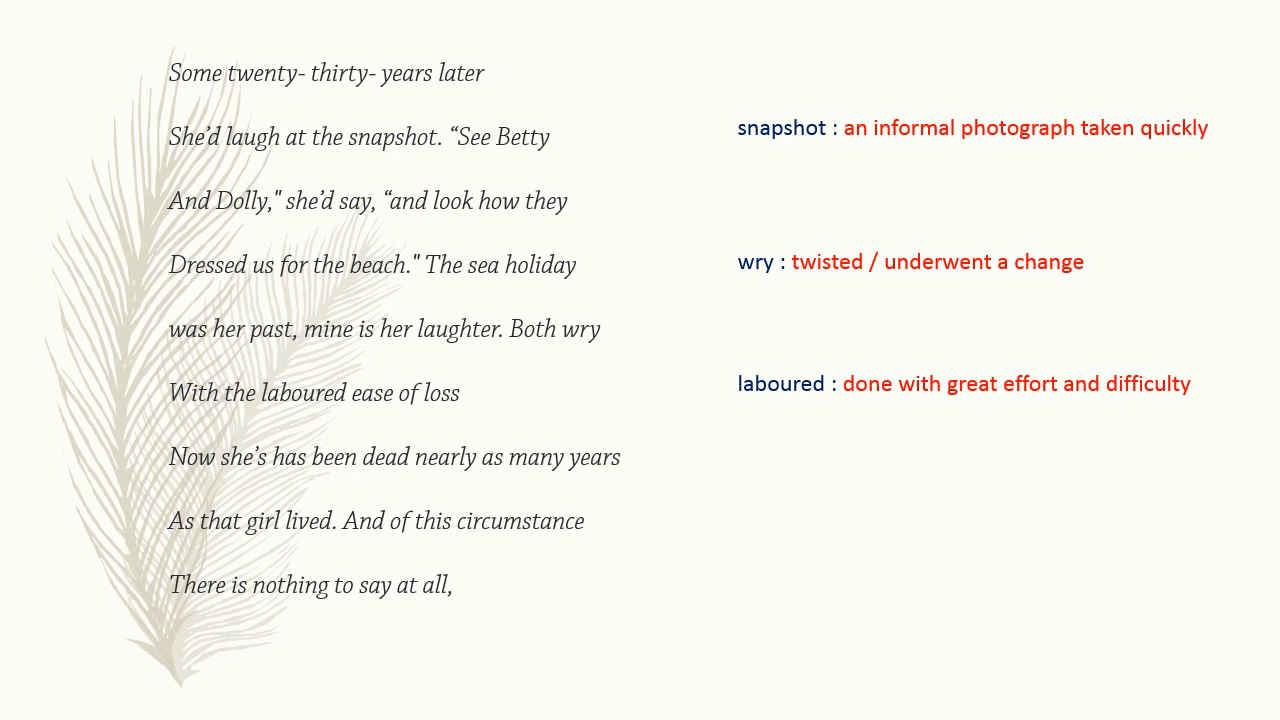 Some twenty- thirty- years later
She’d laugh at the snapshot. “See Betty
And Dolly," she’d say, “and look how they
Dressed us for the beach." The sea holiday
was her past, mine is her laughter. Both wry
With the laboured ease of loss
Now she’s has been dead nearly as many years
As that girl lived. And of this circumstance
There is nothing to say at all,
snapshot : an informal photograph taken quickly
wry : twisted / underwent a change
laboured : done with great effort and difficulty